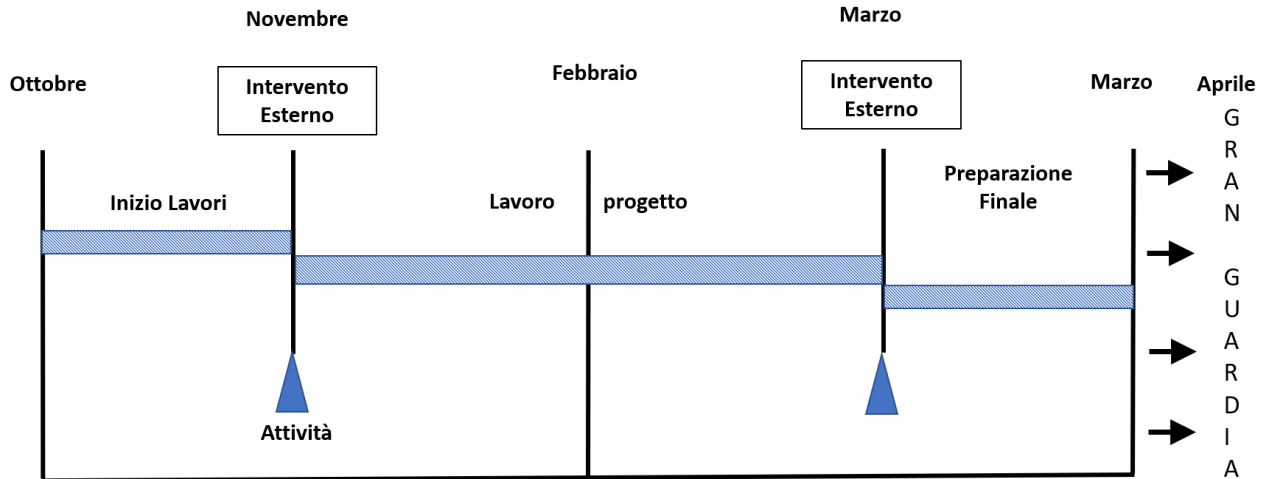 Novembre
Marzo
Ottobre
Intervento
Esterno
Febbraio
Intervento
Esterno
Marzo
Aprile
Inizio Lavori
Lavoro progetto
Preparazione
Finale
Attività
G
R
A
N
G
U
A
R
D
I
A